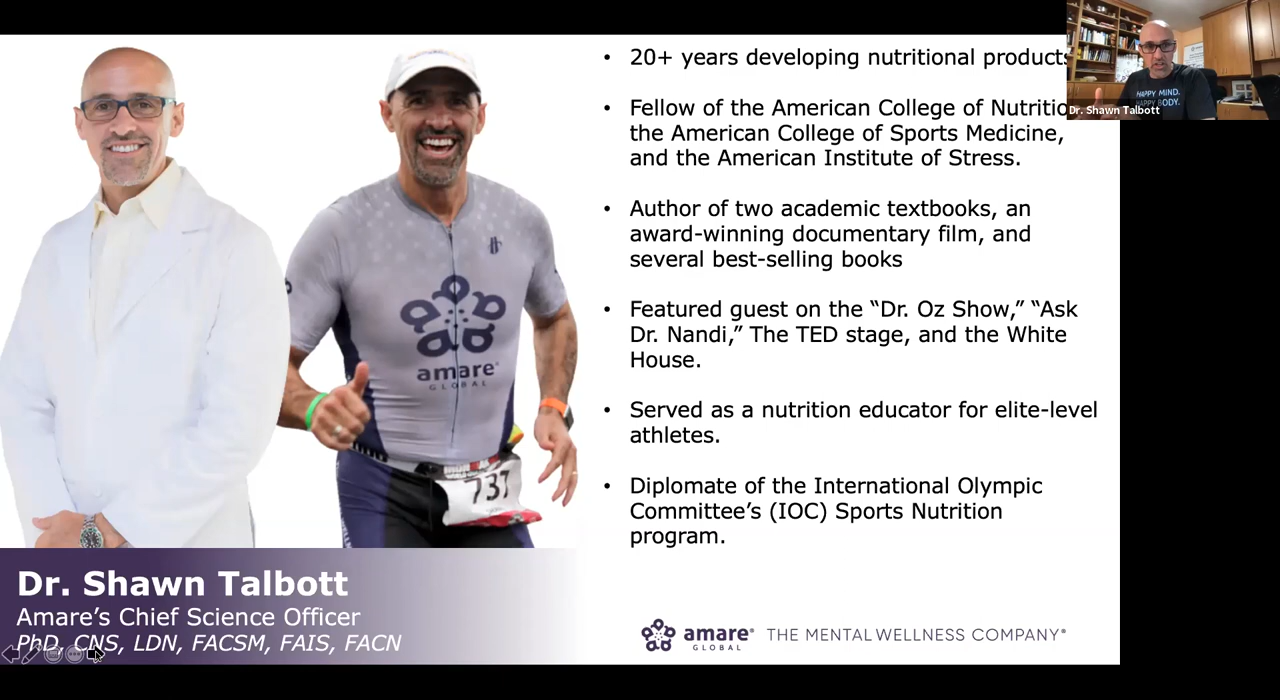 20+ years developing nutritional products
Fellow of the American College of Nutritio
the American College of Sports Medicine,
and the American Institute of Stress.
Author of two academic textbooks, an
award-winning documentary film, and
several best-selling books
Featured guest on the “Dr. Oz Show,” “Ask
Dr. Nandi,” The TED stage, and the White
House.
Served as a nutrition educator for elite-level
athletes.
Diplomate of the International Olympic
Committee’s (IOC) Sports Nutrition
program.
HAPPY MIND.
HAPPY BODY.
Dr. Shawn Talbott
amare®
GLOBAL
737
Dr. Shawn Talbott
Amare’s Chief Science Officer
PhD, CNS, LDN, FACSM, FAIS, FACN
amare®
GLOBAL
THE MENTAL WELLNESS COMPANY®